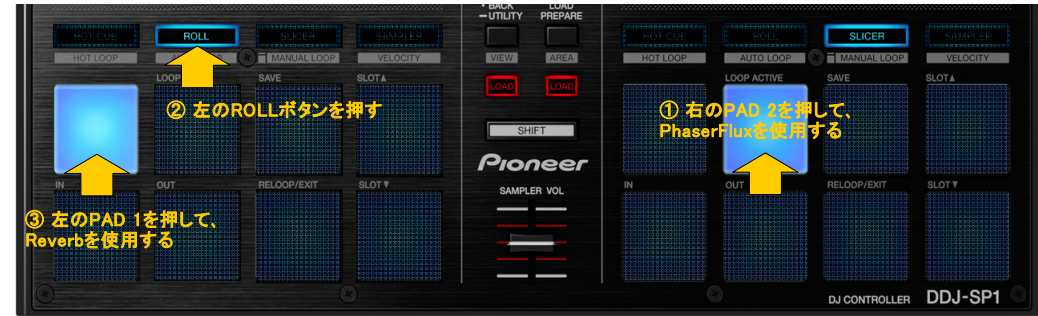 • BACK
LOAD
–UTILITY
PREPARE
HOT CUE
ROLL
SLICER
SAMPLER
HOT CUE
ROLL
SLICER
SAMPLER
HOT LOOP
MANUAL LOOP
VELOCITY
VIEW
AREA
HOT LOOP
AUTO LOOP
MANUAL LOOP
VELOCITY
LOOP
SAVE
SLOT▲
LOAD
LOAD
LOOP ACTIVE
SAVE
SLOT▲
② 左のROLLボタンを押す
① 右のPAD 2を押して、
PhaserFluxを使用する
SHIFT
Pioneer
IN
OUT
RELOOP/EXIT
SLOT▼
SAMPLER VOL
IN
OUT
RELOOP/EXIT
SLOT▼
③ 左のPAD 1を押して、
Reverbを使用する
DJ CONTROLLER
DDJ-SP1